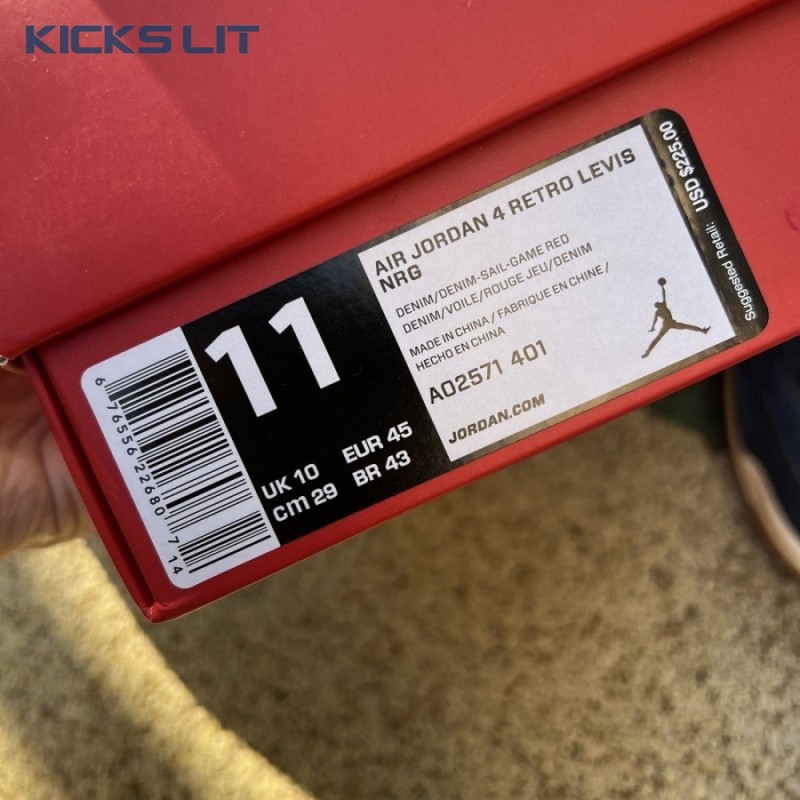 KICKS LIT
AIR JORDAN 4 RETRO LEVIS
NRG
DENIM/DENIM-SAIL-GAME RED
DENIM/VOILE/ROUGE JEU/DENIM
MADE IN CHINA / FABRIQUE EN CHINE /
HECHO EN CHINA
AO2571 401
JORDAN.COM
Suggested Retail: USD $225.00
11
UK 10 EUR 45
CM 29 BR 43
6 76556 22680 7 14